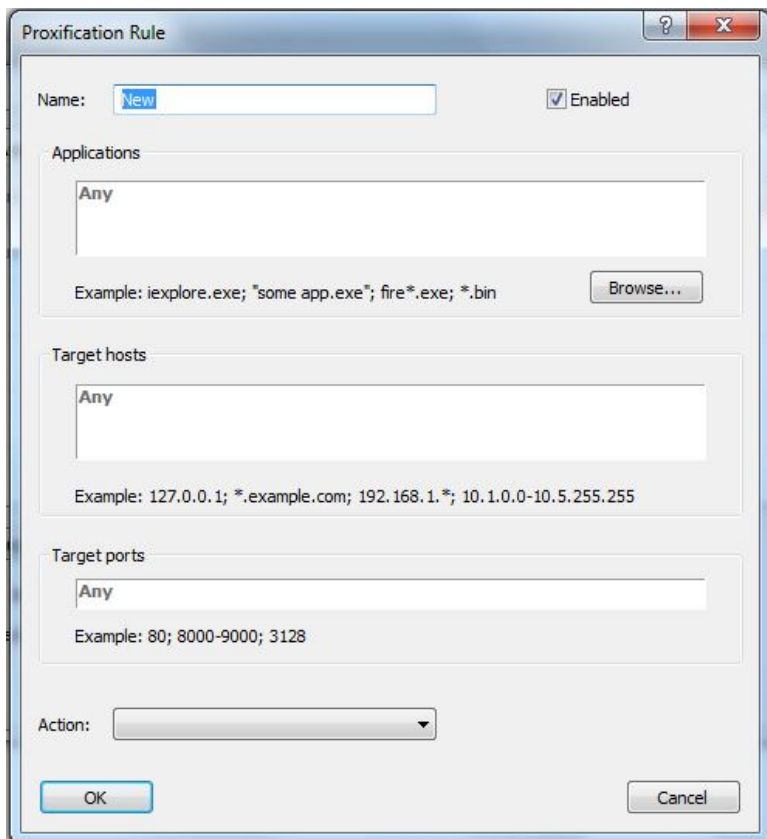 Proxification Rule
Name: New Enabled
Applications
Any
Example: iexplore.exe; "some app.exe"; fire*.exe; *.bin Browse...
Target hosts
Any
Example: 127.0.0.1; *.example.com; 192.168.1.*; 10.1.0.0-10.5.255.255
Target ports
Any
Example: 80; 8000-9000; 3128
Action:
OK Cancel